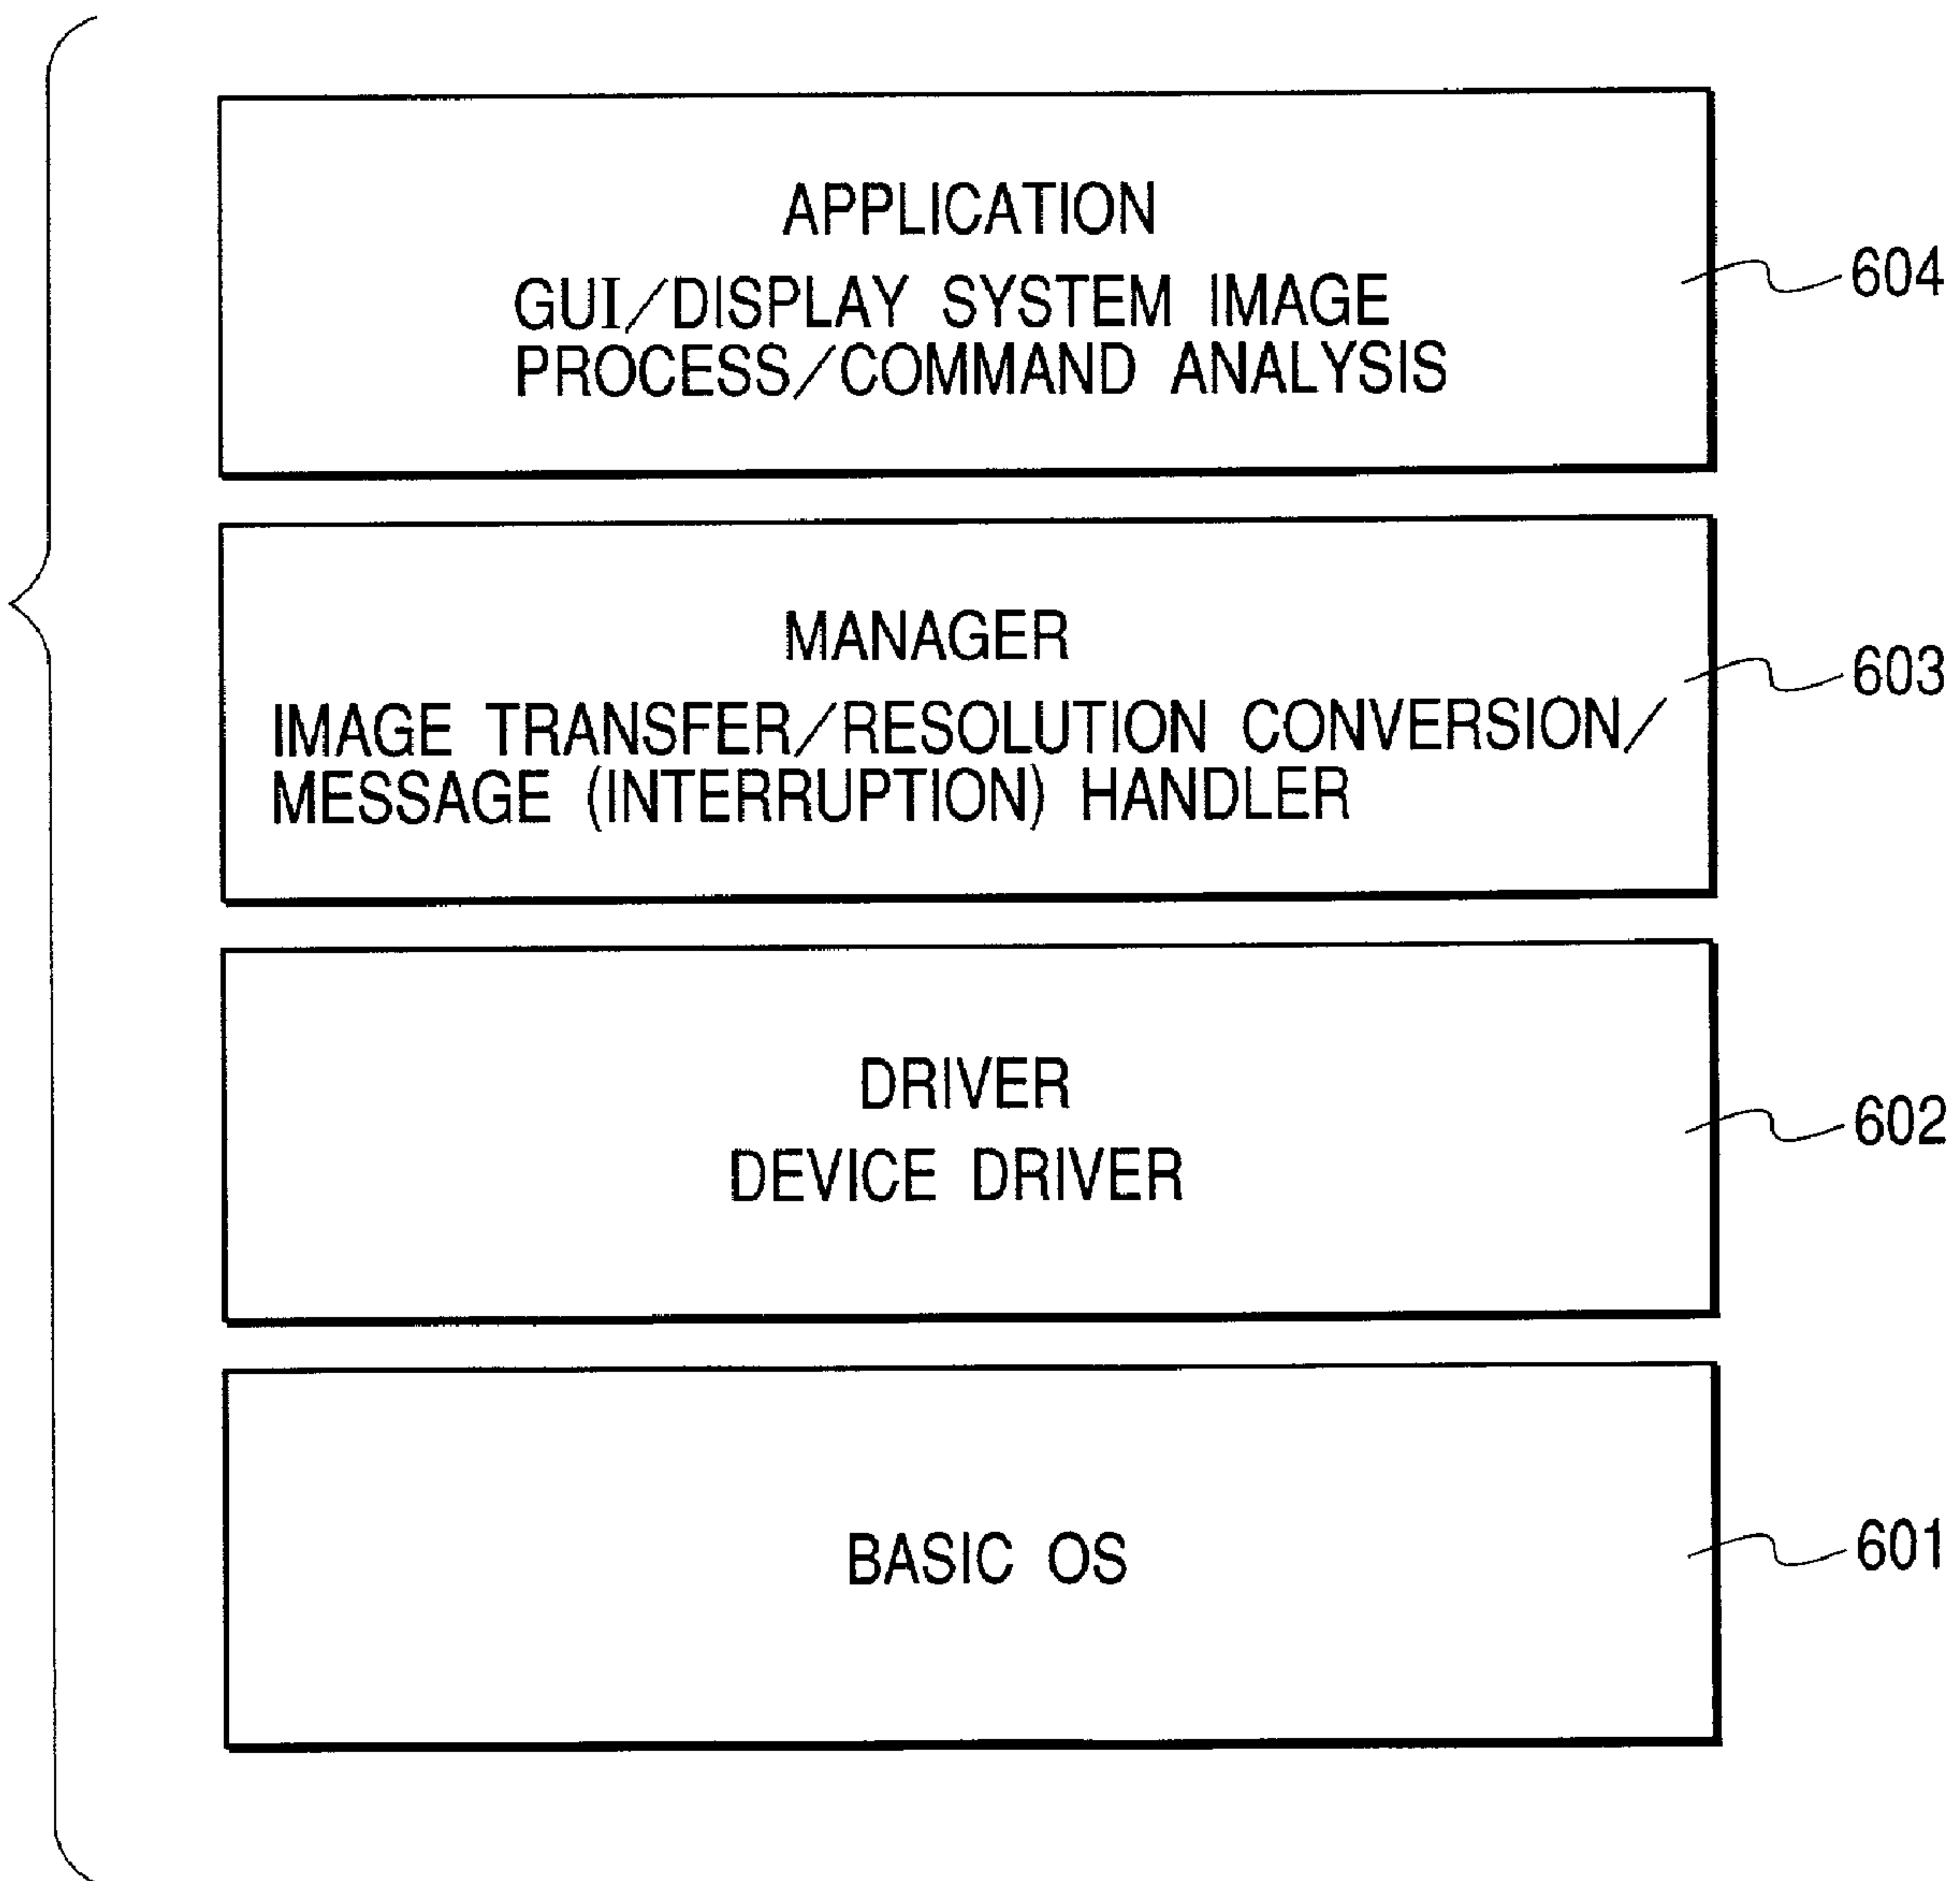 APPLICATION
GUI/DISPLAY SYSTEM IMAGE
PROCESS/COMMAND ANALYSIS
604
MANAGER
IMAGE TRANSFER/RESOLUTION CONVERSION/
MESSAGE (INTERRUPTION) HANDLER
603
DRIVER
DEVICE DRIVER
602
BASIC OS
601